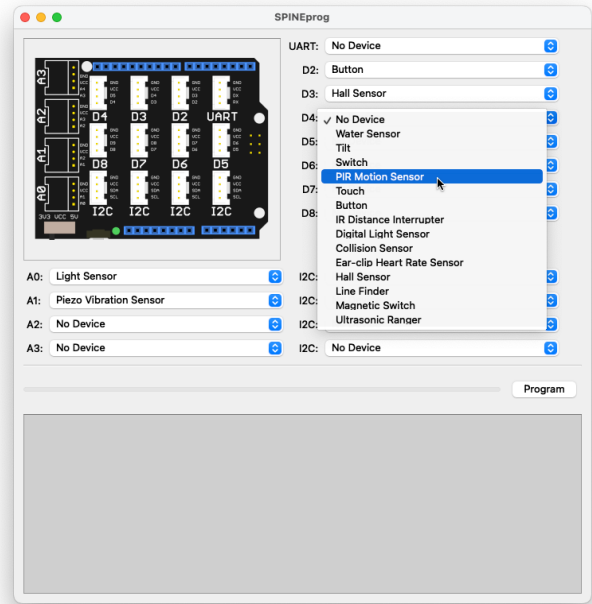 SPINEprog
UART: No Device
D2: Button
D3: Hall Sensor
D4:
✓ No Device
Water Sensor
Tilt
Switch
PIR Motion Sensor
Touch
Button
IR Distance Interrupter
Digital Light Sensor
Collision Sensor
Ear-clip Heart Rate Sensor
Hall Sensor
Line Finder
Magnetic Switch
Ultrasonic Ranger
D5:
D6:
D7:
D8:
A3
A2
A1
A0
D4 D3 D2 UART
D8 D7 D6 D5
I2C I2C I2C I2C
3V3 VCC 5V
A0: Light Sensor
A1: Piezo Vibration Sensor
A2: No Device
A3: No Device
I2C:
I2C:
I2C:
I2C: No Device
Program